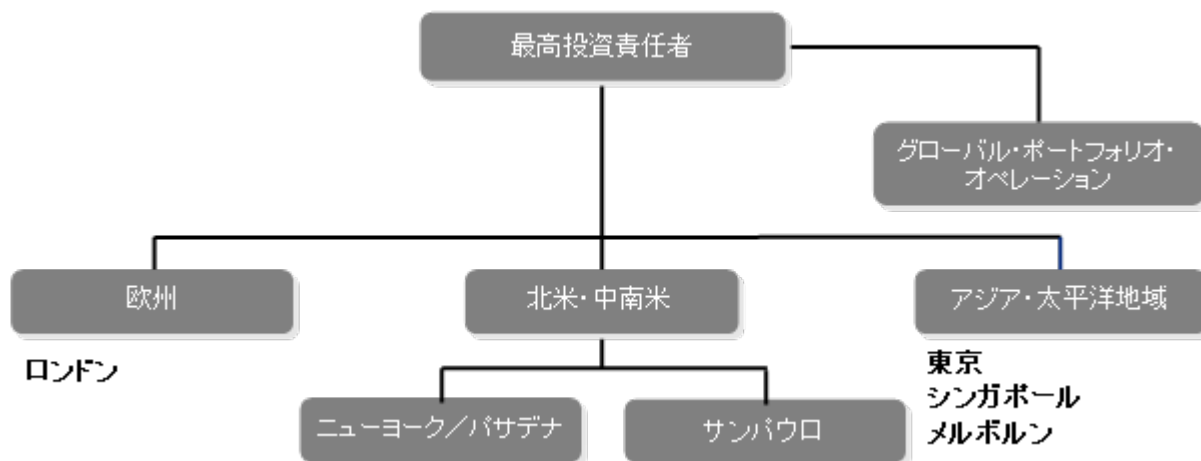 最高投資責任者
グローバル・ポートフォリオ・
オペレーション
欧州
北米・中南米
アジア・太平洋地域
ロンドン
東京
シンガポール
メルボルン
ニューヨーク／パサデナ
サンパウロ